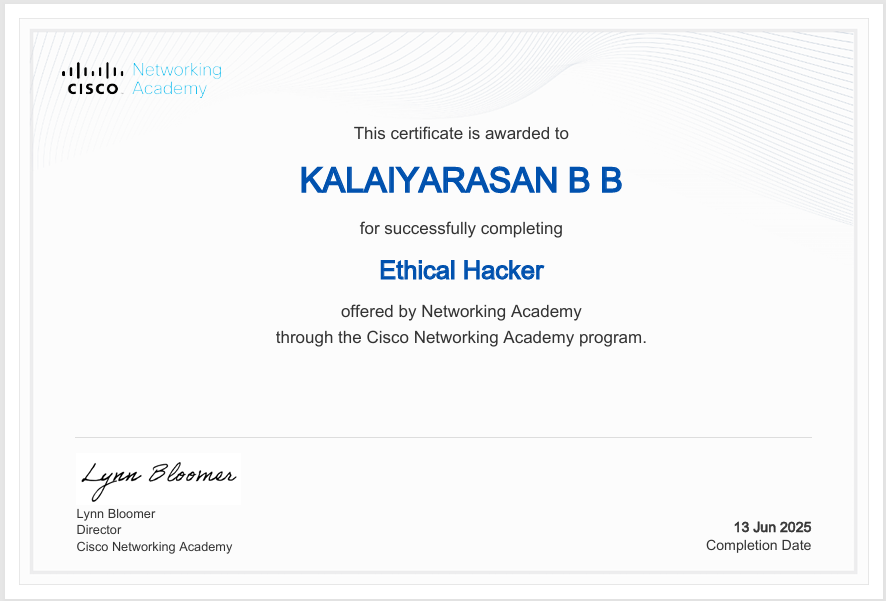 Networking
CISCO Academy
This certificate is awarded to
KALAIYARASAN B B
for successfully completing
Ethical Hacker
offered by Networking Academy
through the Cisco Networking Academy program.
Lynn Bloomer
Lynn Bloomer
Director
Cisco Networking Academy
13 Jun 2025
Completion Date